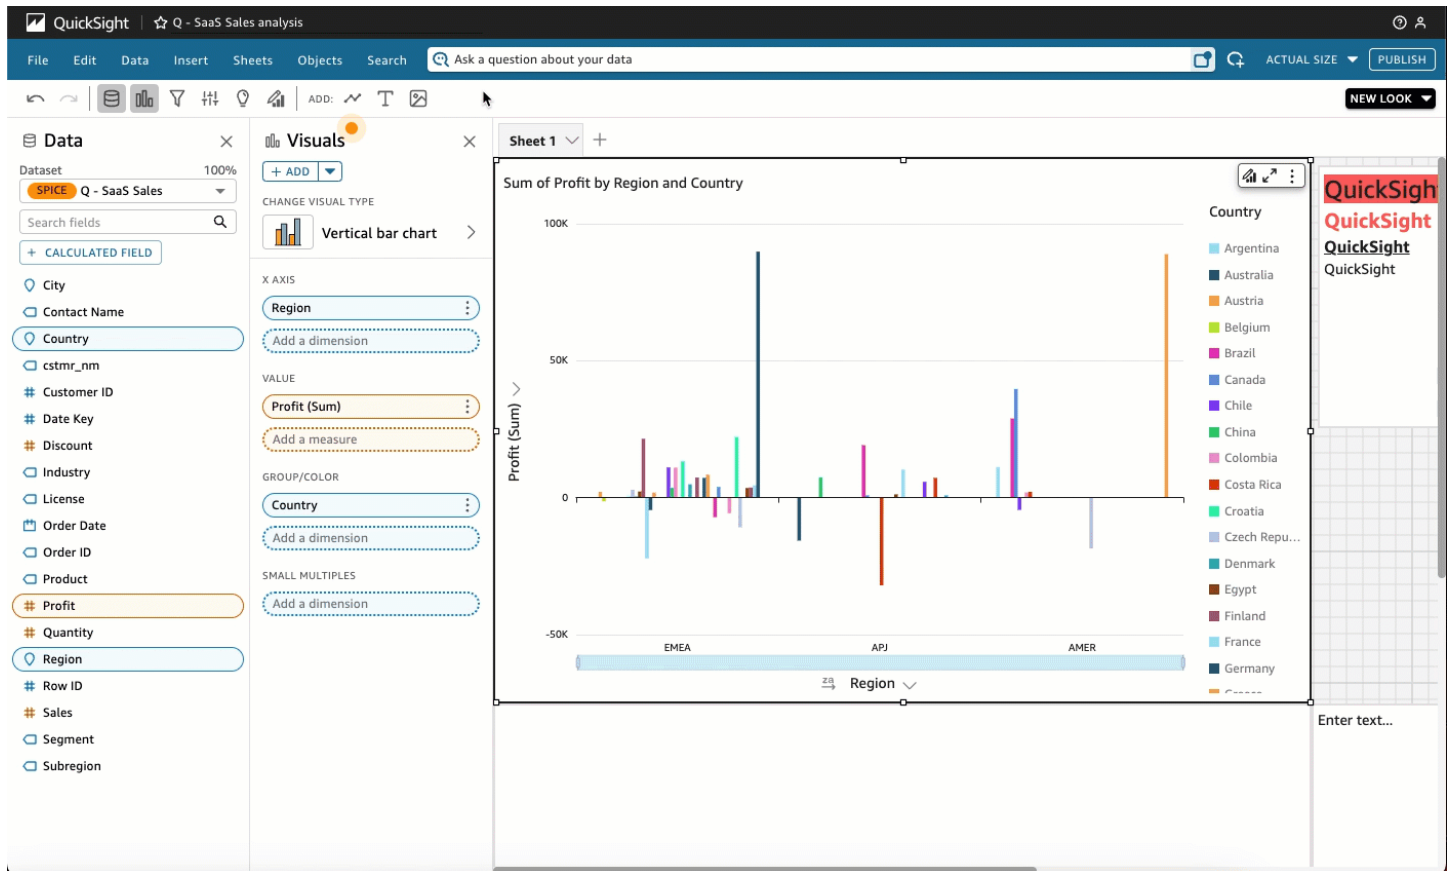 QuickSight
Q - SaaS Sales analysis
File Edit Data Insert Sheets Objects Search
Ask a question about your data
ACTUAL SIZE
PUBLISH
ADD:
NEW LOOK
Data
Dataset 100%
SPICE Q - SaaS Sales
Search fields
+ CALCULATED FIELD
City
Contact Name
Country
cstmr_nm
Customer ID
Date Key
Discount
Industry
License
Order Date
Order ID
Product
Profit
Quantity
Region
Row ID
Sales
Segment
Subregion
Visuals
+ ADD
CHANGE VISUAL TYPE
Vertical bar chart
X AXIS
Region
Add a dimension
VALUE
Profit (Sum)
Add a measure
GROUP/COLOR
Country
Add a dimension
SMALL MULTIPLES
Add a dimension
Sheet 1
Sum of Profit by Region and Country
Profit (Sum)
100K
50K
0
-50K
EMEA APJ AMER
Region
Country
Argentina
Australia
Austria
Belgium
Brazil
Canada
Chile
China
Colombia
Costa Rica
Croatia
Czech Repu...
Denmark
Egypt
Finland
France
Germany
QuickSigh
QuickSight
QuickSight
QuickSight
Enter text...